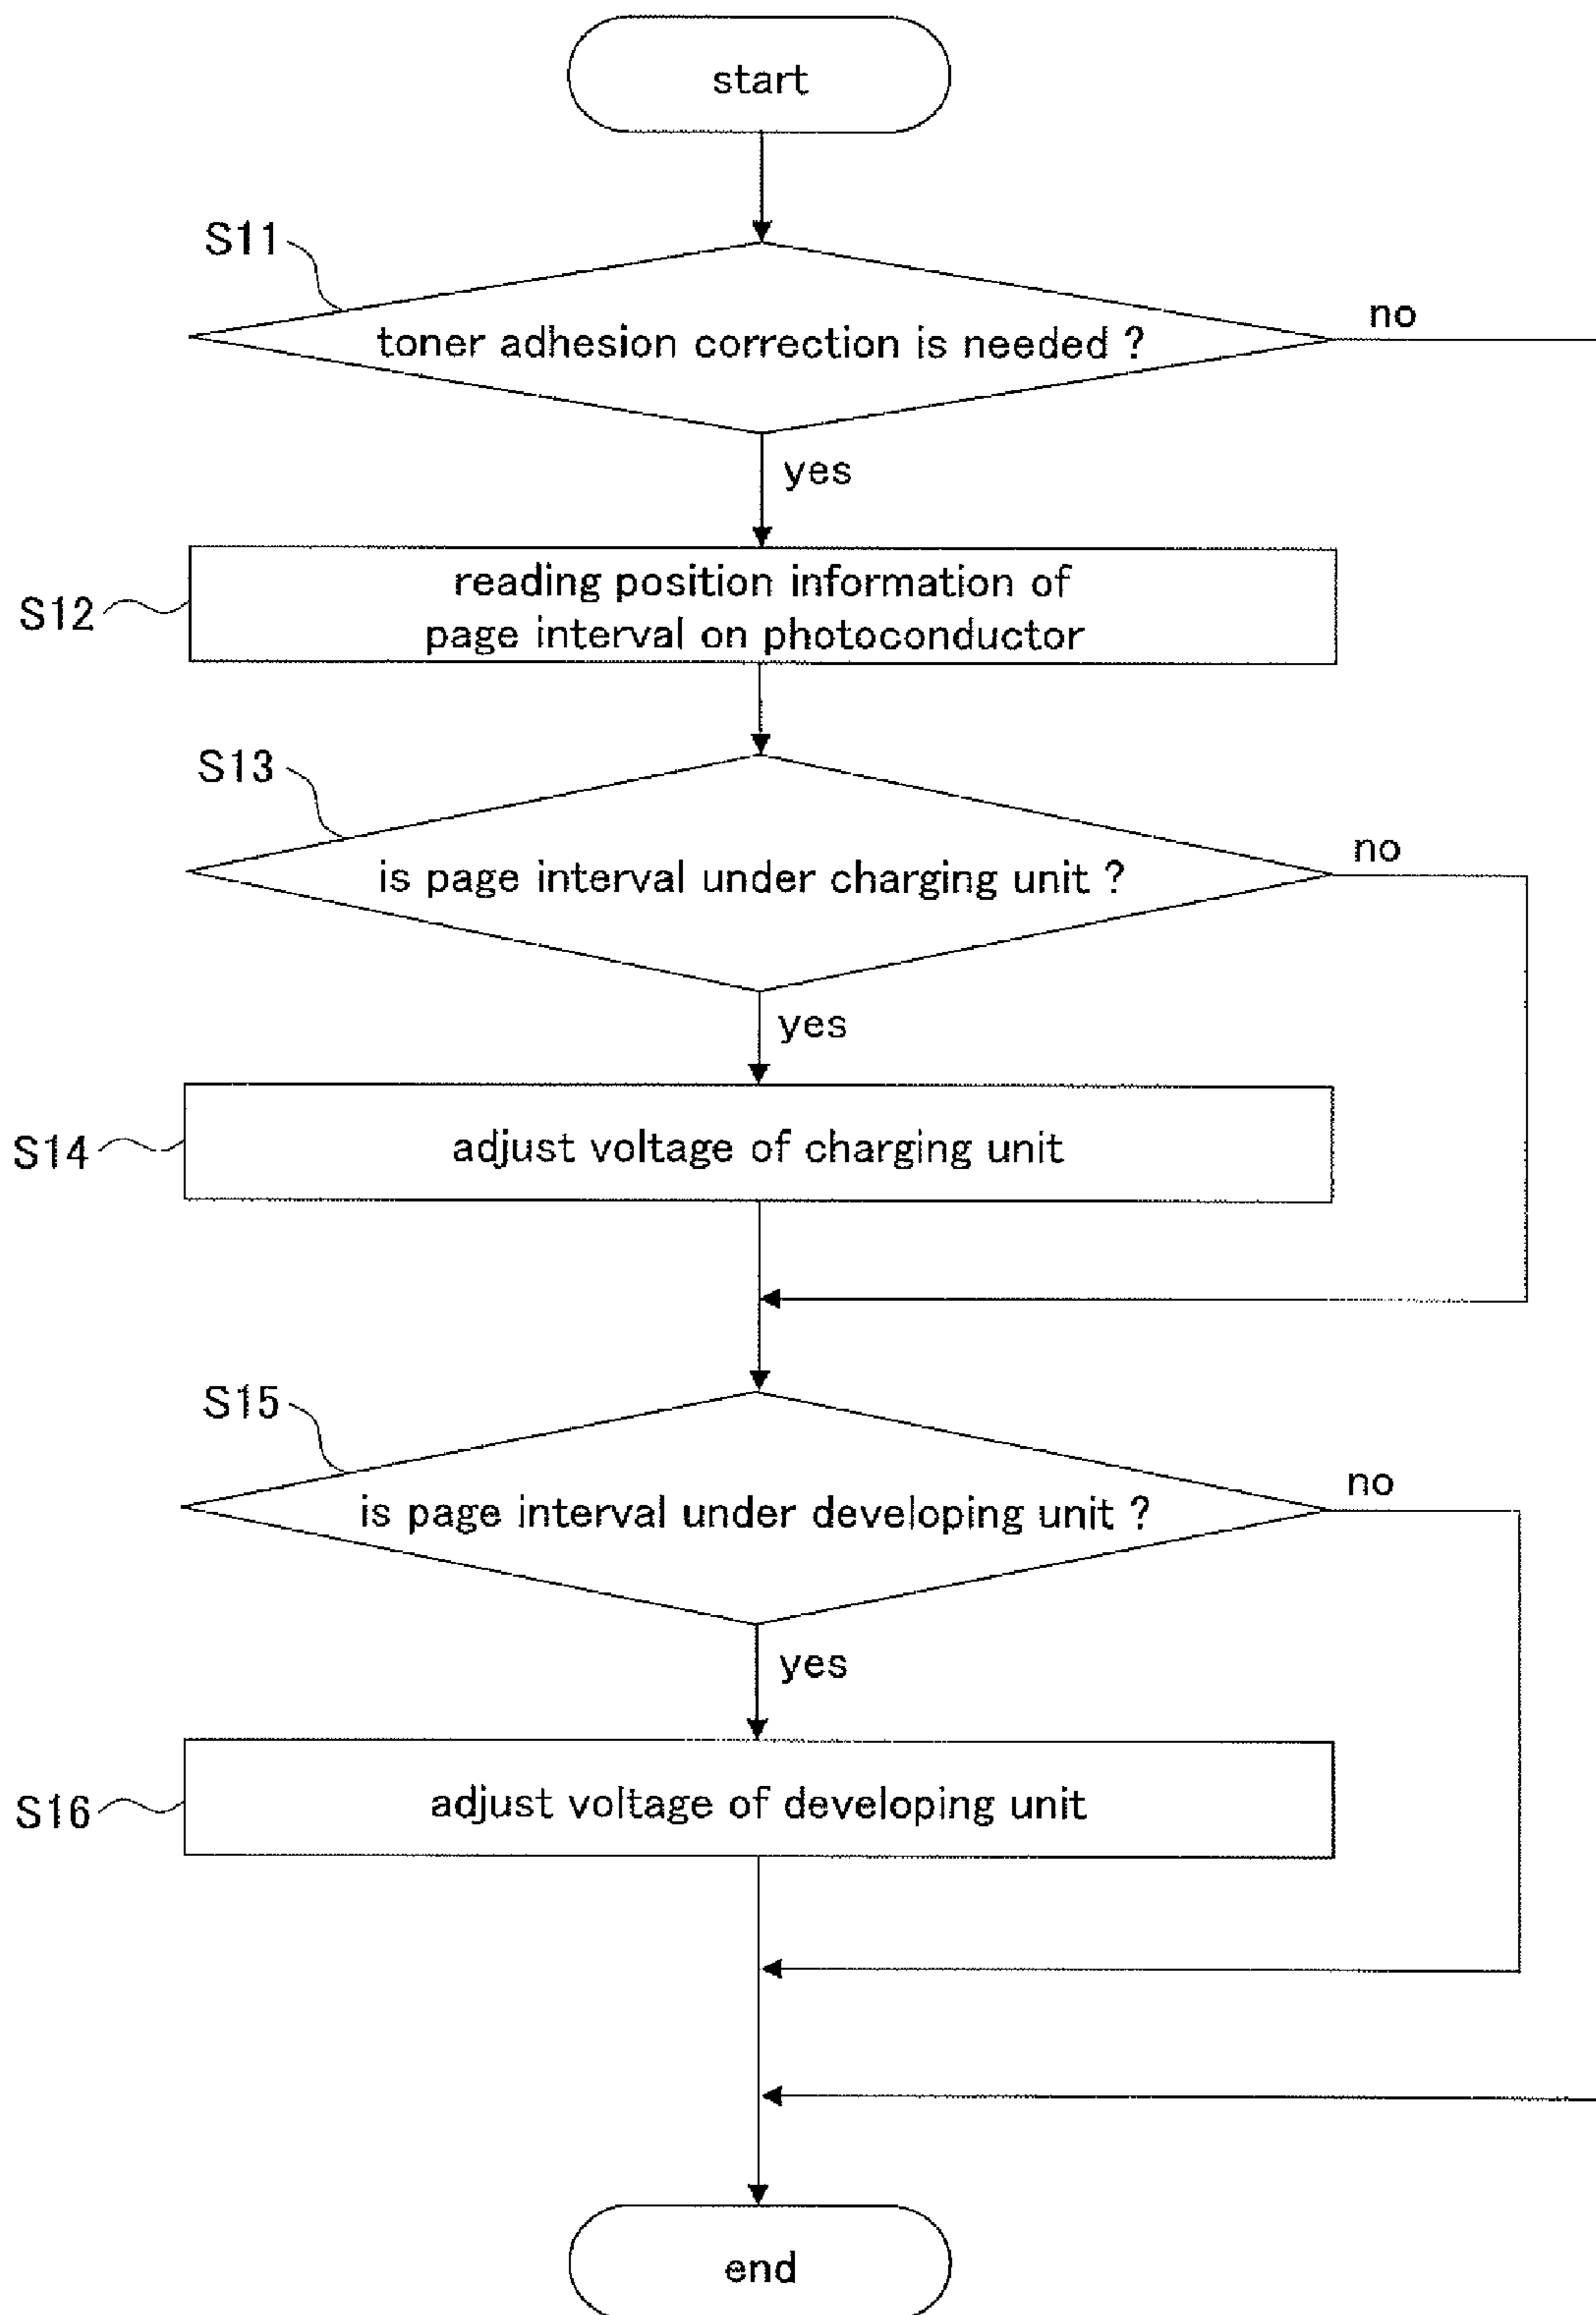 start
S11
toner adhesion correction is needed ?
no
yes
S12
reading position information of
page interval on photoconductor
S13
is page interval under charging unit ?
no
yes
S14
adjust voltage of charging unit
S15
is page interval under developing unit ?
no
yes
S16
adjust voltage of developing unit
end